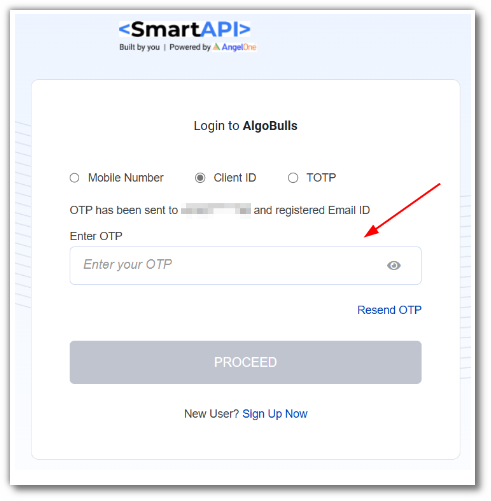 <SmartAPI>
Built by you | Powered by AngelOne
Login to AlgoBulls
Mobile Number Client ID TOTP
OTP has been sent to and registered Email ID
Enter OTP
Enter your OTP
Resend OTP
PROCEED
New User? Sign Up Now